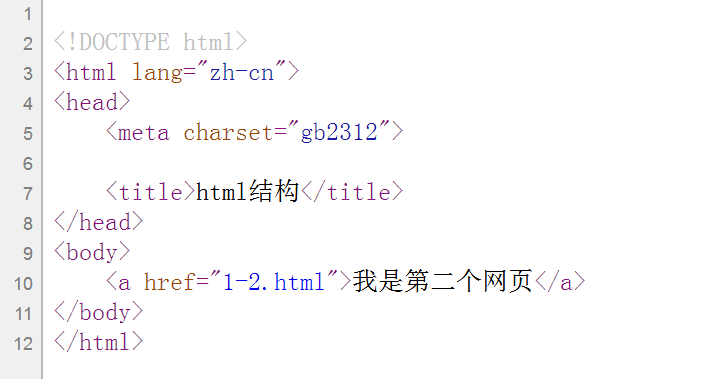 1
2 <!DOCTYPE html>
3 <html lang="zh-cn">
4 <head>
5 <meta charset="gb2312">
6
7 <title>html结构</title>
8 </head>
9 <body>
10 <a href="1-2.html">我是第二个网页</a>
11 </body>
12 </html>